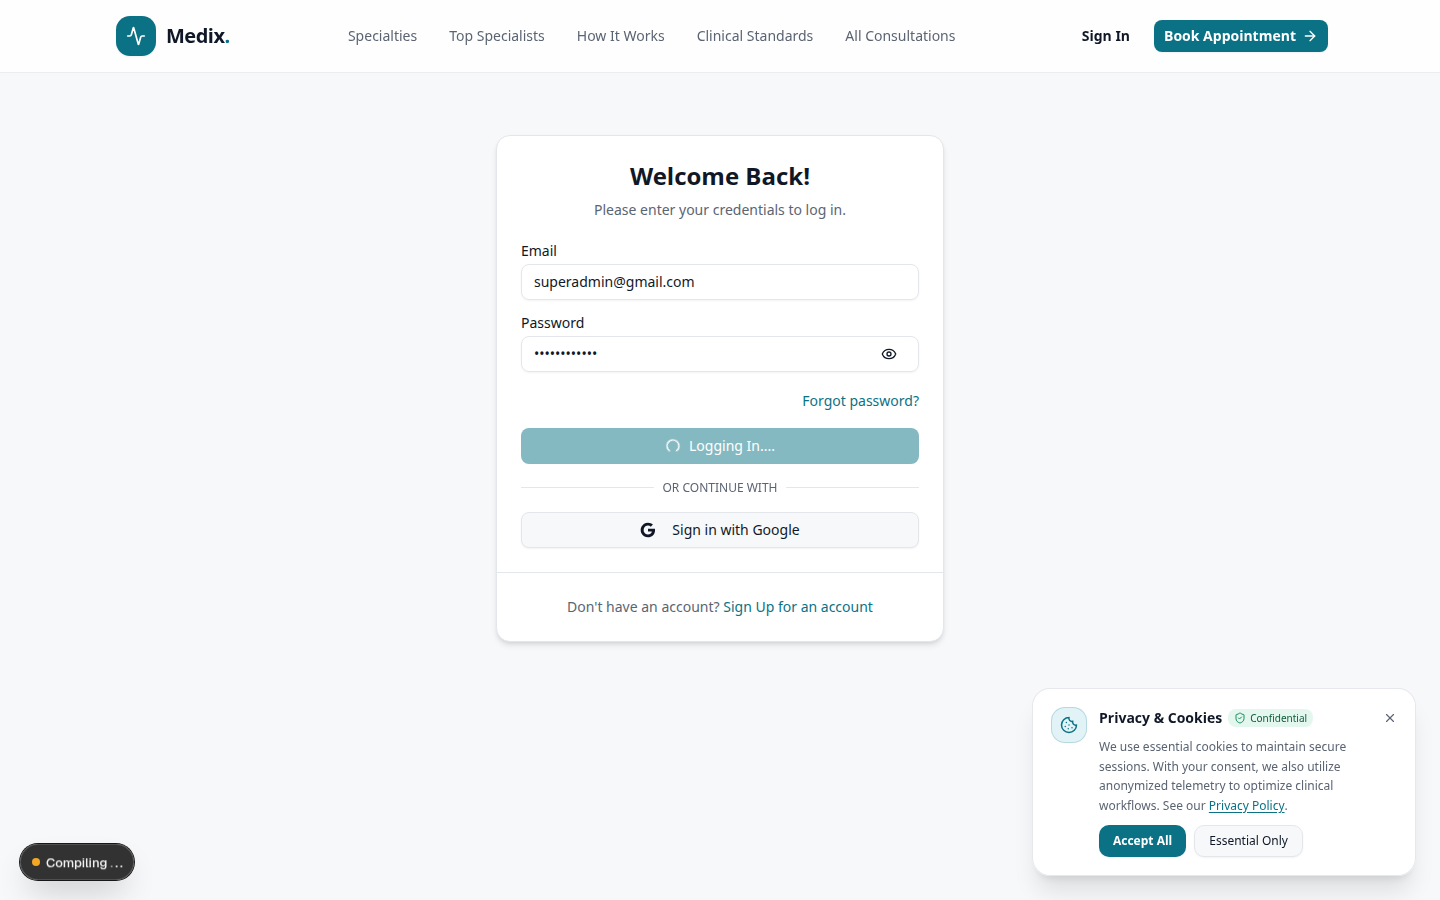 Medix.
Specialties
Top Specialists
How It Works
Clinical Standards
All Consultations
Sign In
Book Appointment
Welcome Back!
Please enter your credentials to log in.
Email
superadmin@gmail.com
Password
••••••••••••
Forgot password?
Logging In....
OR CONTINUE WITH
Sign in with Google
Don't have an account? Sign Up for an account
Privacy & Cookies
Confidential
We use essential cookies to maintain secure
sessions. With your consent, we also utilize
anonymized telemetry to optimize clinical
workflows. See our Privacy Policy.
Accept All
Essential Only
Compiling ...